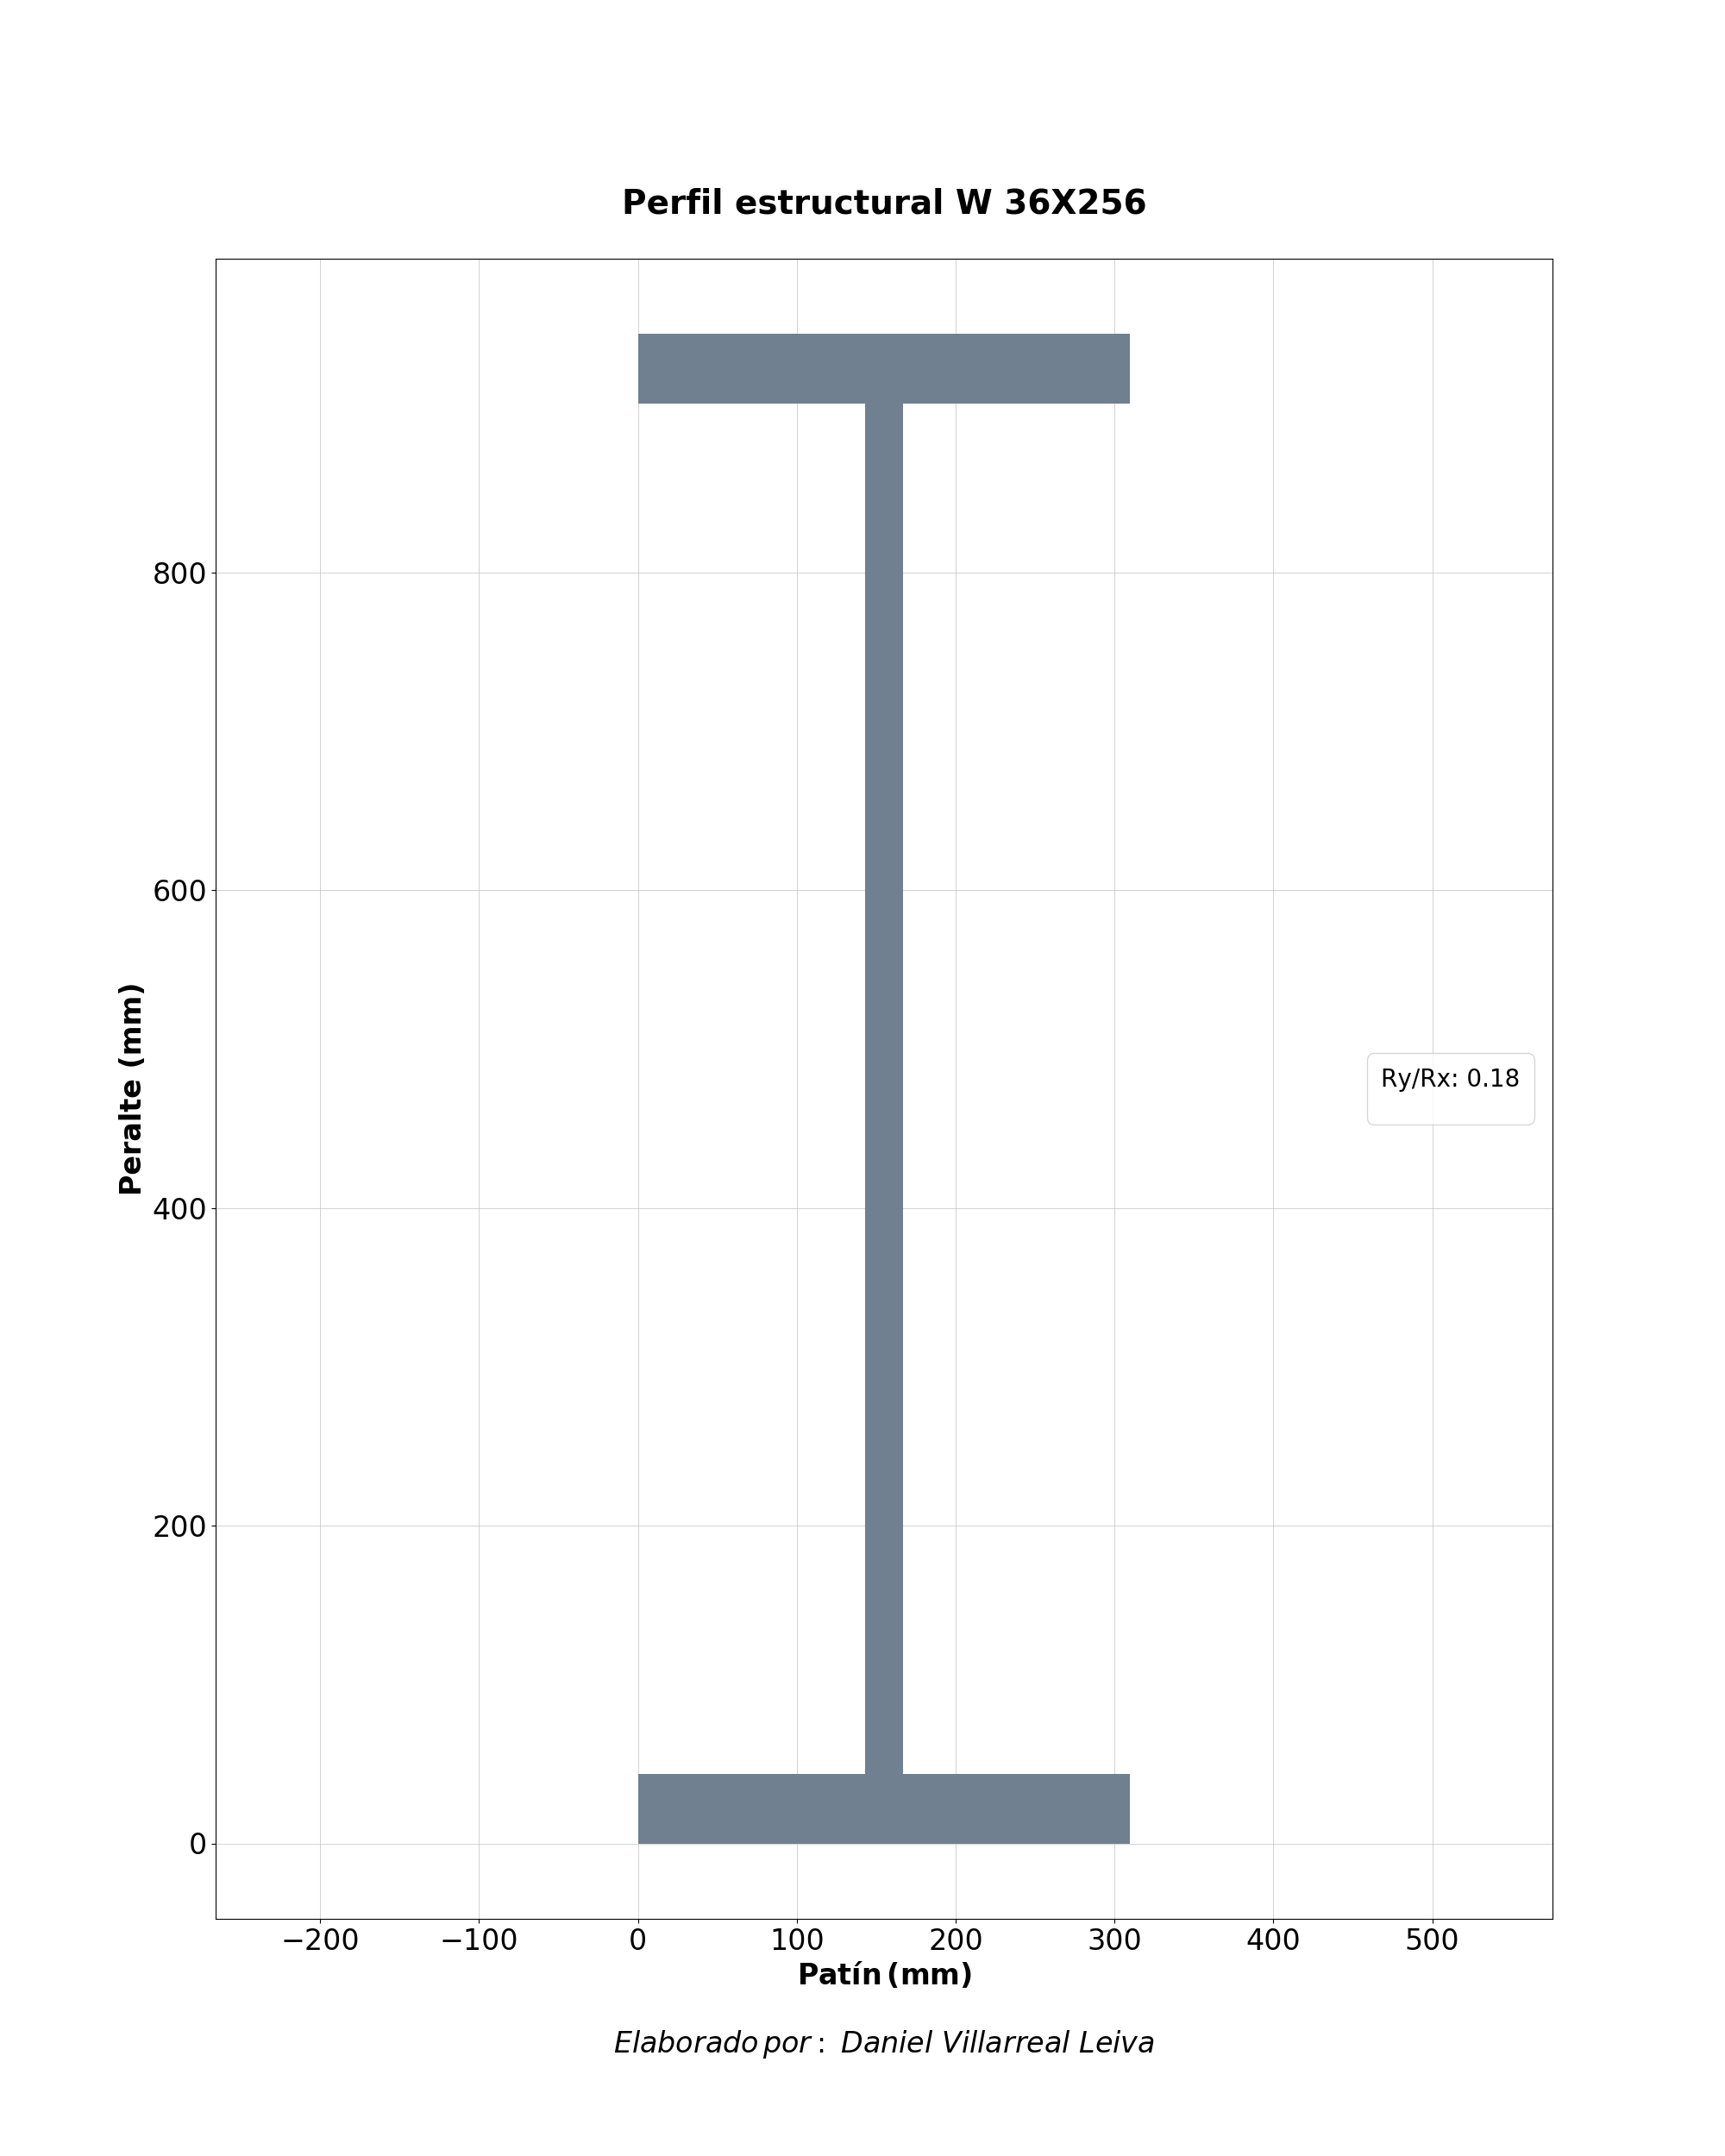 Perfil estructural W 36X256
Peralte (mm)
800
600
400
200
0
Ry/Rx: 0.18
−200 −100 0 100 200 300 400 500
Patín (mm)
Elaborado por: Daniel Villarreal Leiva